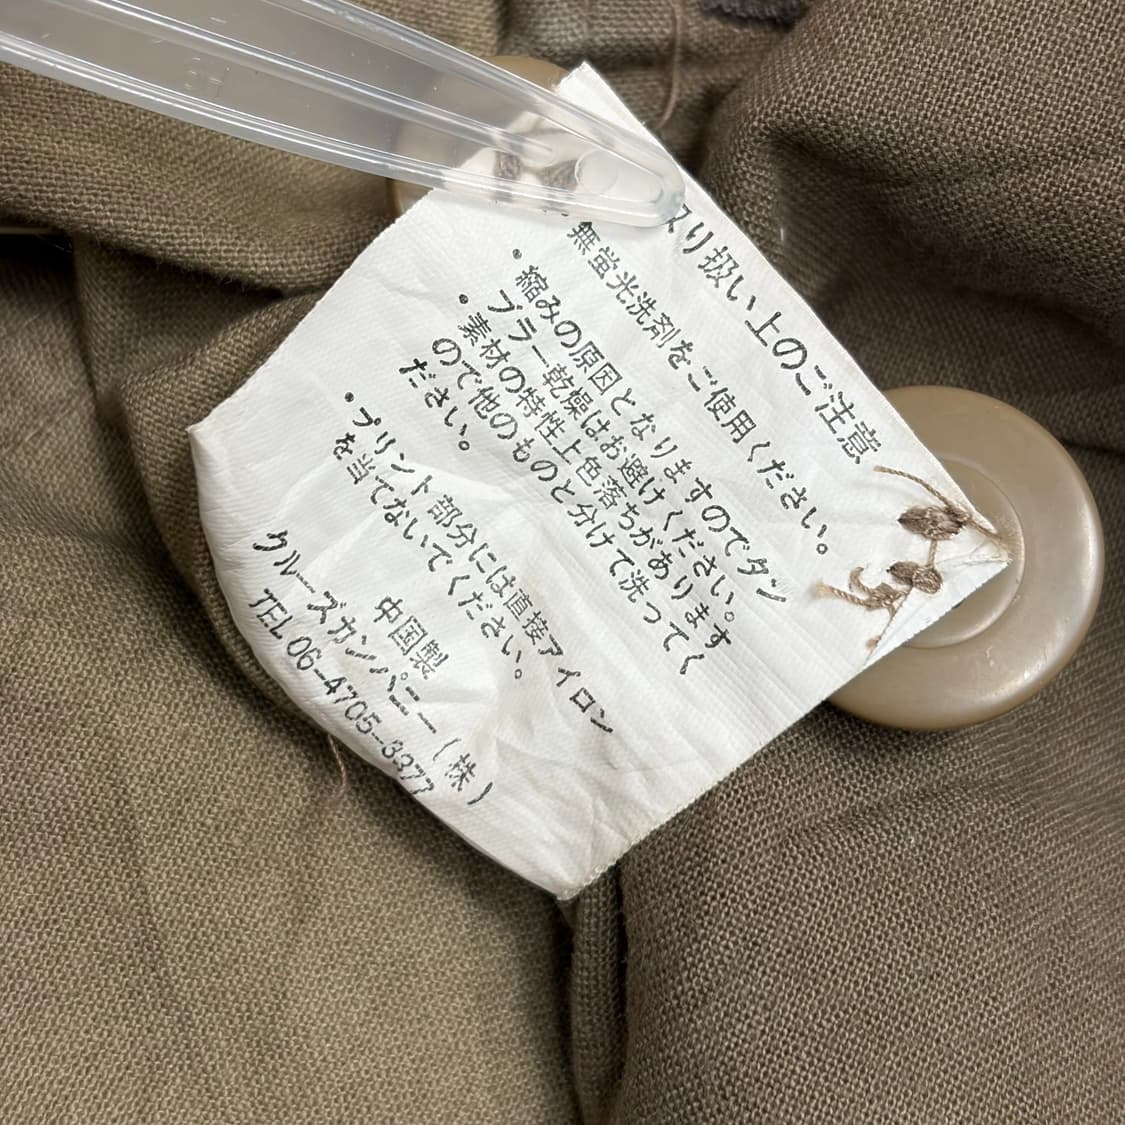 り扱い上のご注意
無蛍光洗剤をご使用ください。
・縮みの原因となりますのでタン
ブラー乾燥はお避けください。
・素材の特性上色落ちがあります
ので他のものと分けて洗ってく
ださい。
・プリント部分には直接アイロン
を当てないでください。
中国製
クルーズカンパニー(株)
TEL 06-4705-3377